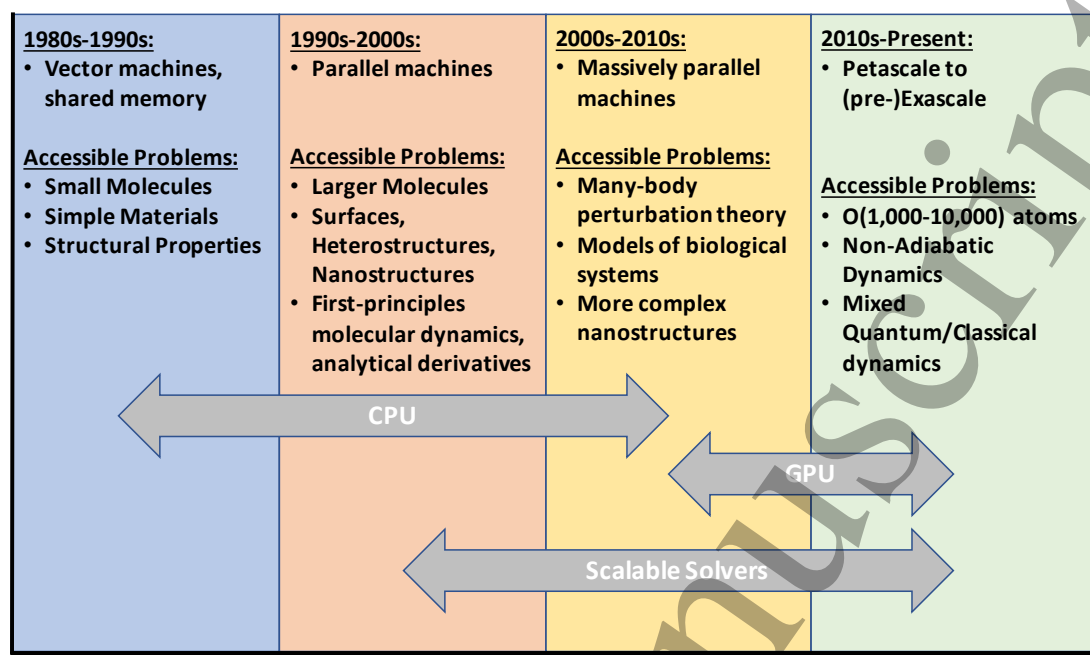 1980s-1990s:
• Vector machines,
shared memory
Accessible Problems:
• Small Molecules
• Simple Materials
• Structural Properties
1990s-2000s:
• Parallel machines
Accessible Problems:
• Larger Molecules
• Surfaces,
Heterostructures,
Nanostructures
• First-principles
molecular dynamics,
analytical derivatives
2000s-2010s:
• Massively parallel
machines
Accessible Problems:
• Many-body
perturbation theory
• Models of biological
systems
• More complex
nanostructures
2010s-Present:
• Petascale to
(pre-)Exascale
Accessible Problems:
• O(1,000-10,000) atoms
• Non-Adiabatic
Dynamics
• Mixed
Quantum/Classical
dynamics
CPU
GPU
Scalable Solvers